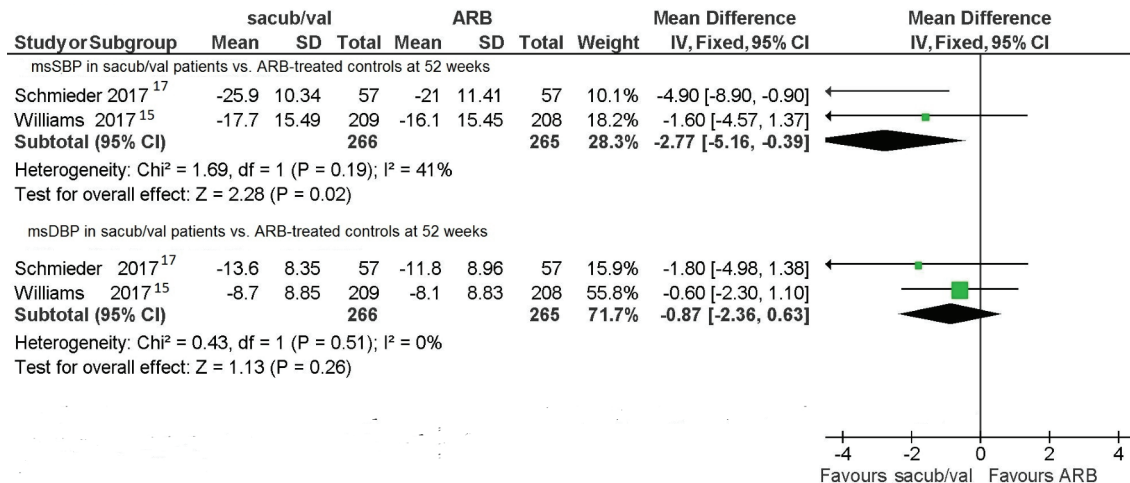 sacub/val ARB Mean Difference Mean Difference
Study or Subgroup Mean SD Total Mean SD Total Weight IV, Fixed, 95% CI IV, Fixed, 95% CI
msSBP in sacub/val patients vs. ARB-treated controls at 52 weeks
Schmieder 2017 17 -25.9 10.34 57 -21 11.41 57 10.1% -4.90 [-8.90, -0.90]
Williams 2017 15 -17.7 15.49 209 -16.1 15.45 208 18.2% -1.60 [-4.57, 1.37]
Subtotal (95% CI) 266 265 28.3% -2.77 [-5.16, -0.39]
Heterogeneity: Chi² = 1.69, df = 1 (P = 0.19); I² = 41%
Test for overall effect: Z = 2.28 (P = 0.02)
msDBP in sacub/val patients vs. ARB-treated controls at 52 weeks
Schmieder 2017 17 -13.6 8.35 57 -11.8 8.96 57 15.9% -1.80 [-4.98, 1.38]
Williams 2017 15 -8.7 8.85 209 -8.1 8.83 208 55.8% -0.60 [-2.30, 1.10]
Subtotal (95% CI) 266 265 71.7% -0.87 [-2.36, 0.63]
Heterogeneity: Chi² = 0.43, df = 1 (P = 0.51); I² = 0%
Test for overall effect: Z = 1.13 (P = 0.26)
-4 -2 0 2 4
Favours sacub/val Favours ARB